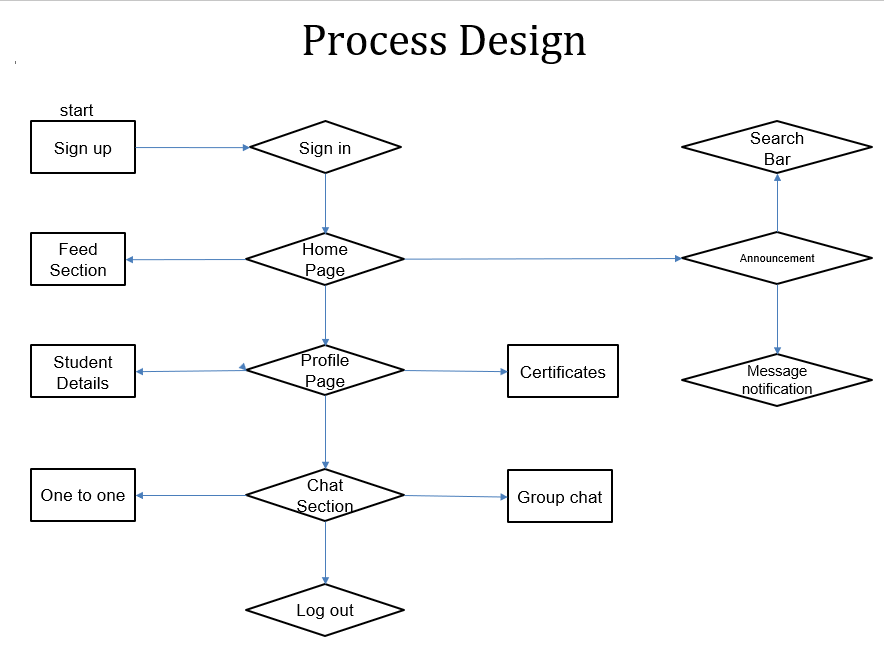 Process Design
start
Sign up
Sign in
Search
Bar
Feed
Section
Home
Page
Announcement
Student
Details
Profile
Page
Certificates
Message
notification
One to one
Chat
Section
Group chat
Log out